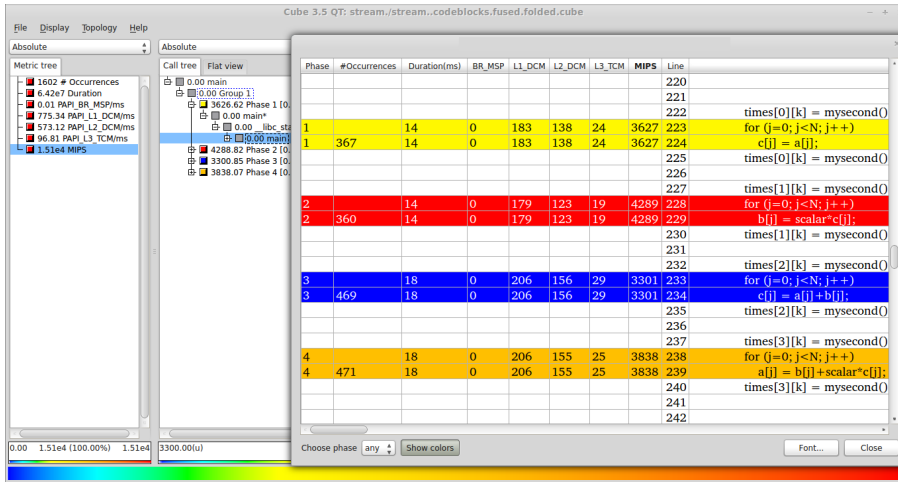 Cube 3.5 QT: stream./stream..codeblocks.fused.folded.cube
File Display Topology Help
Absolute
Absolute
Metric tree
Call tree Flat view
1602 # Occurrences
6.42e7 Duration
0.01 PAPI_BR_MSP/ms
775.34 PAPI_L1_DCM/ms
573.12 PAPI_L2_DCM/ms
96.81 PAPI_L3_TCM/ms
1.51e4 MIPS
0.00 main
0.00 Group 1
3626.62 Phase 1 [0.
0.00 main*
0.00 __libc_sta
0.00 main
4288.82 Phase 2 [0.
3300.85 Phase 3 [0.
3838.07 Phase 4 [0.
Phase #Occurrences Duration(ms) BR_MSP L1_DCM L2_DCM L3_TCM MIPS Line
220
221
222 times[0][k] = mysecond()
1 14 0 183 138 24 3627 223 for (j=0; j<N; j++)
1 367 14 0 183 138 24 3627 224 c[j] = a[j];
225 times[0][k] = mysecond()
226
227 times[1][k] = mysecond()
2 14 0 179 123 19 4289 228 for (j=0; j<N; j++)
2 360 14 0 179 123 19 4289 229 b[j] = scalar*c[j];
230 times[1][k] = mysecond()
231
232 times[2][k] = mysecond()
3 18 0 206 156 29 3301 233 for (j=0; j<N; j++)
3 469 18 0 206 156 29 3301 234 c[j] = a[j]+b[j];
235 times[2][k] = mysecond()
236
237 times[3][k] = mysecond()
4 18 0 206 155 25 3838 238 for (j=0; j<N; j++)
4 471 18 0 206 155 25 3838 239 a[j] = b[j]+scalar*c[j];
240 times[3][k] = mysecond()
241
242
0.00 1.51e4 (100.00%) 1.51e4
3300.00(u)
Choose phase any Show colors Font... Close